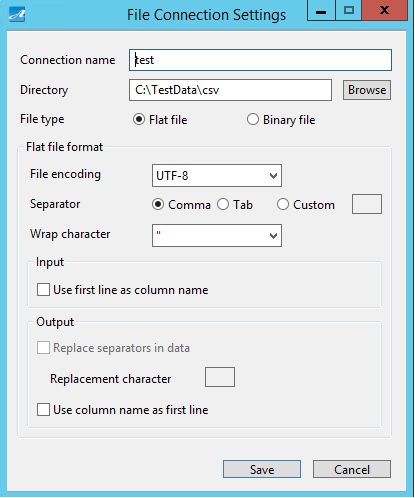 File Connection Settings
Connection name test
Directory C:\TestData\csv Browse
File type Flat file Binary file
Flat file format
File encoding UTF-8
Separator Comma Tab Custom
Wrap character "
Input
Use first line as column name
Output
Replace separators in data
Replacement character
Use column name as first line
Save Cancel